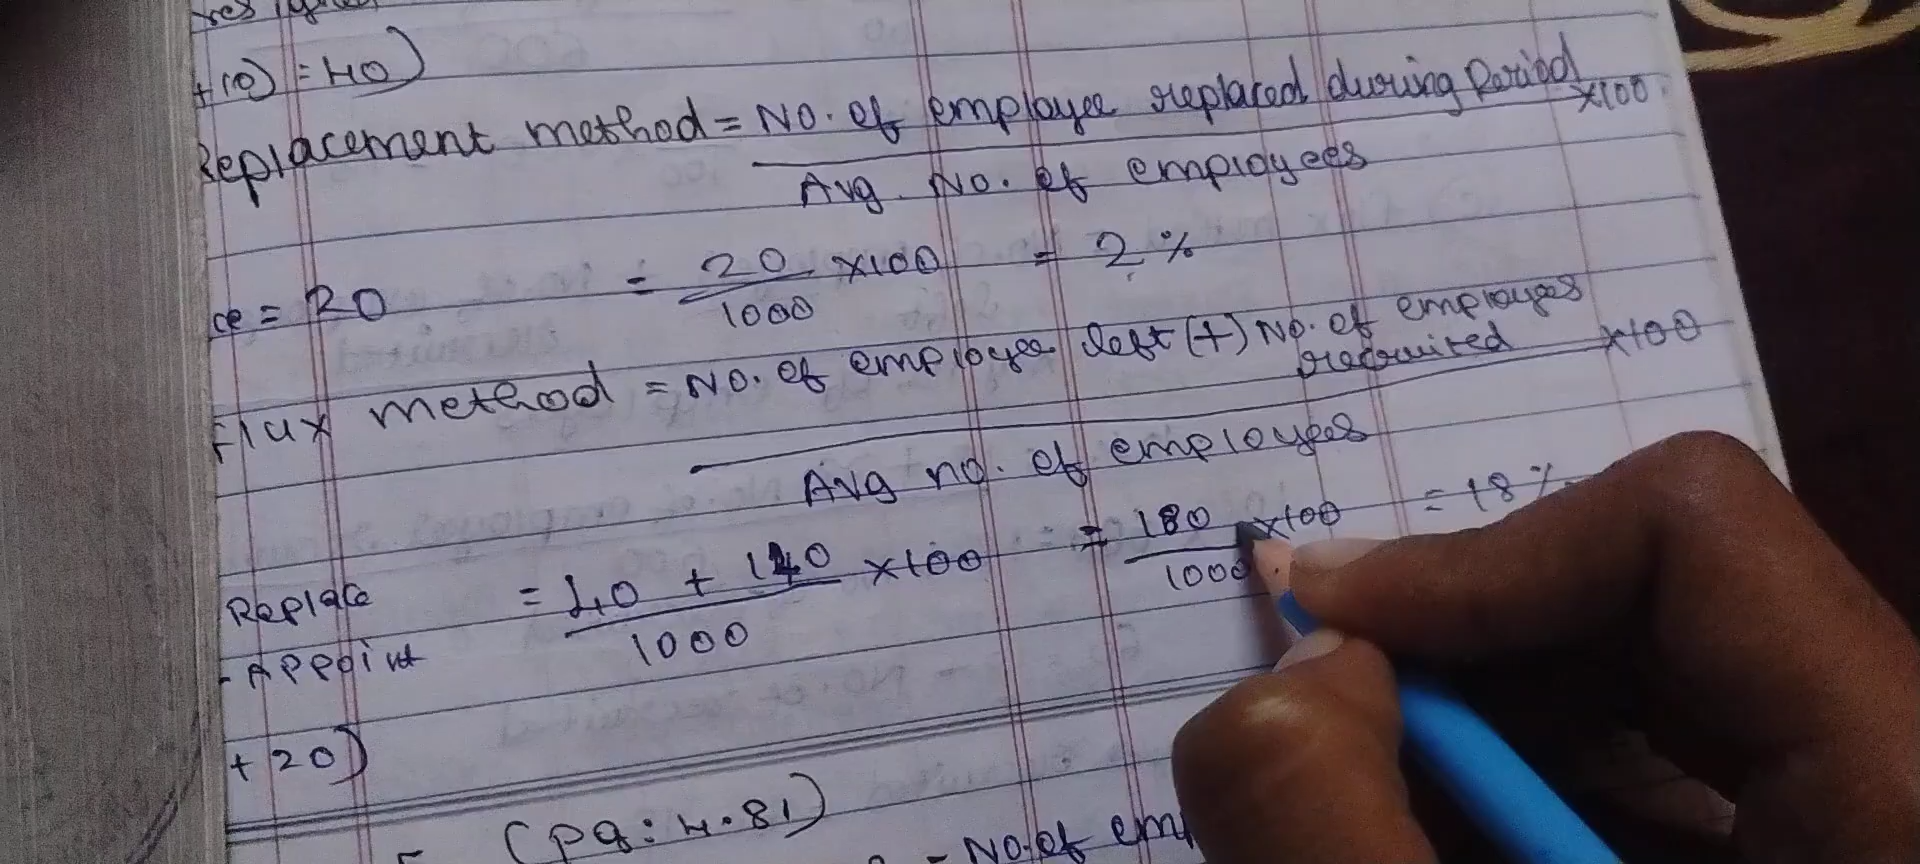 +10) = 40)
Replacement method = No. of employee replaced during Period ×100
Avg No. of employees
ce = 20 = 20 ×100 = 2 %
1000
Flux method = No. of employee left (+) No. of employees
recruited ×100
Avg no. of employees
Replace = 40 + 140 ×100 = 180 ×100 = 18 %
1000 1000
- Appoint
+ 20)
(pg: 4.81)
- No. of em